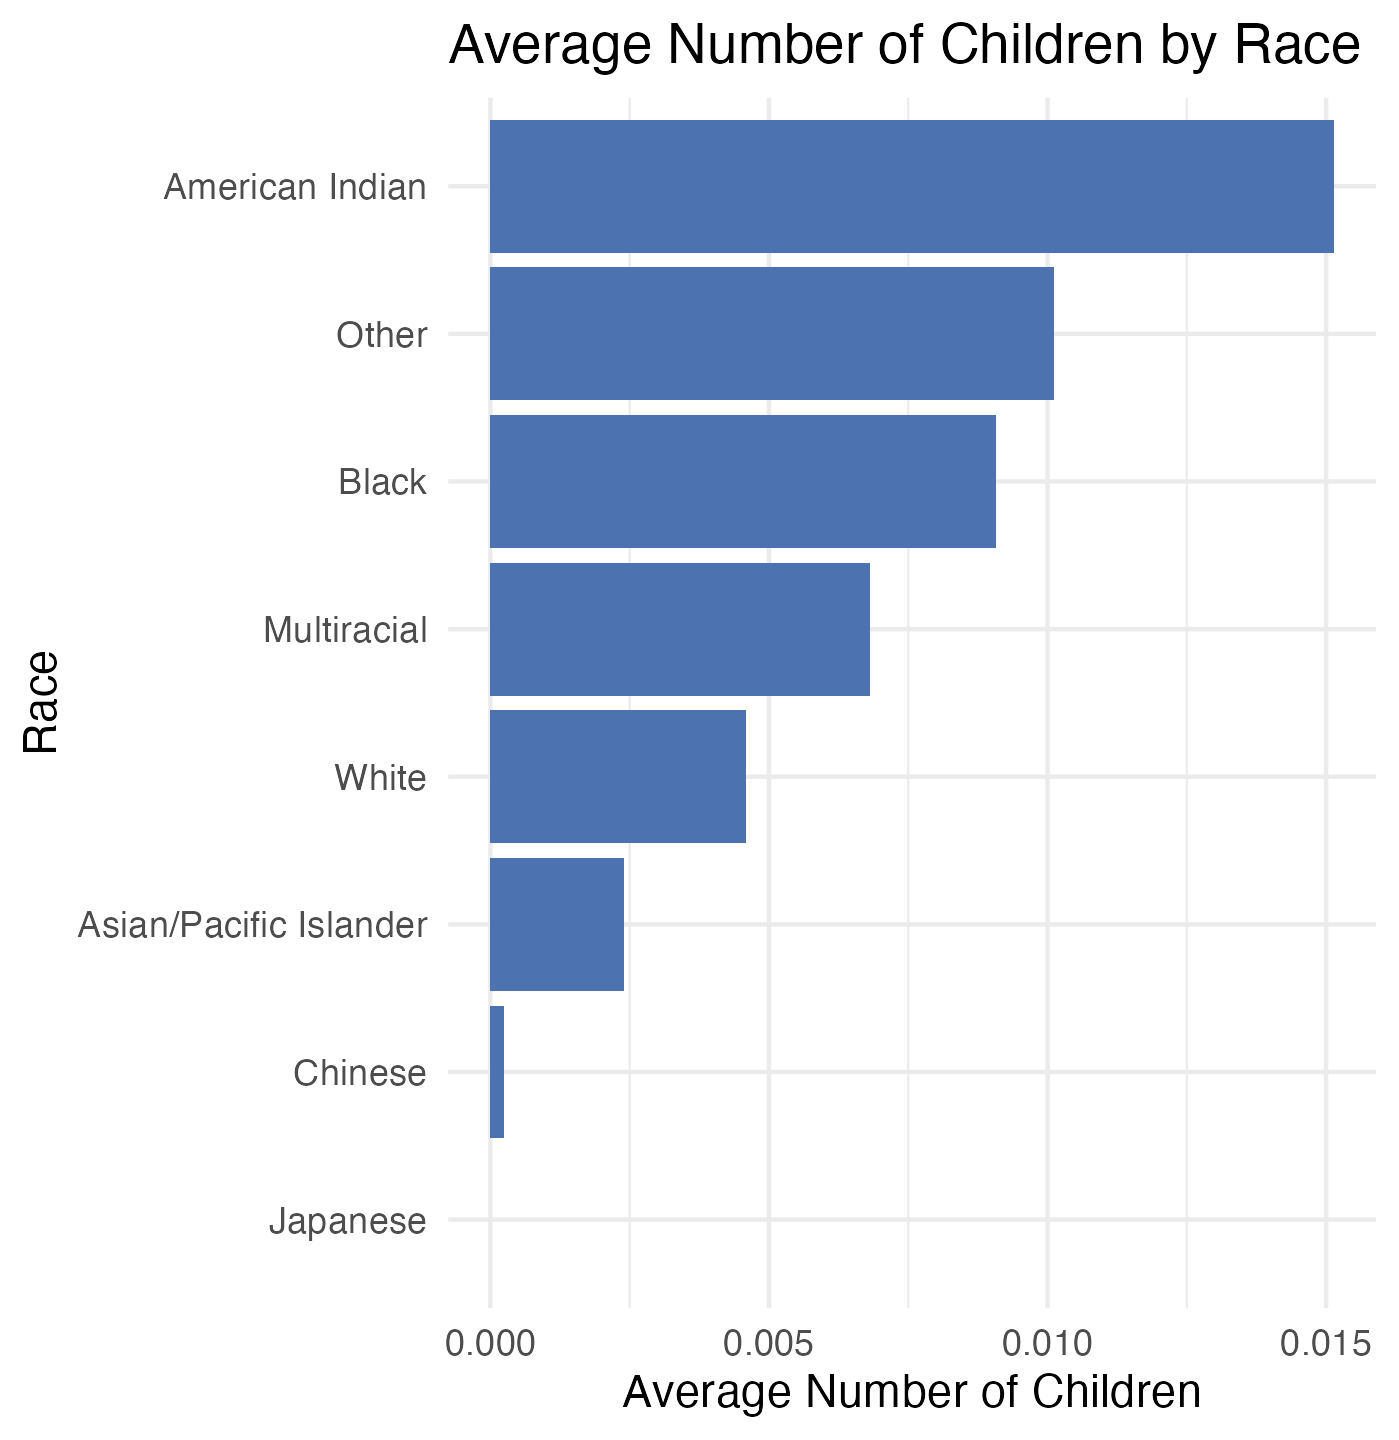 Average Number of Children by Race
American Indian
Other
Black
Multiracial
White
Asian/Pacific Islander
Chinese
Japanese
Race
0.000 0.005 0.010 0.015
Average Number of Children